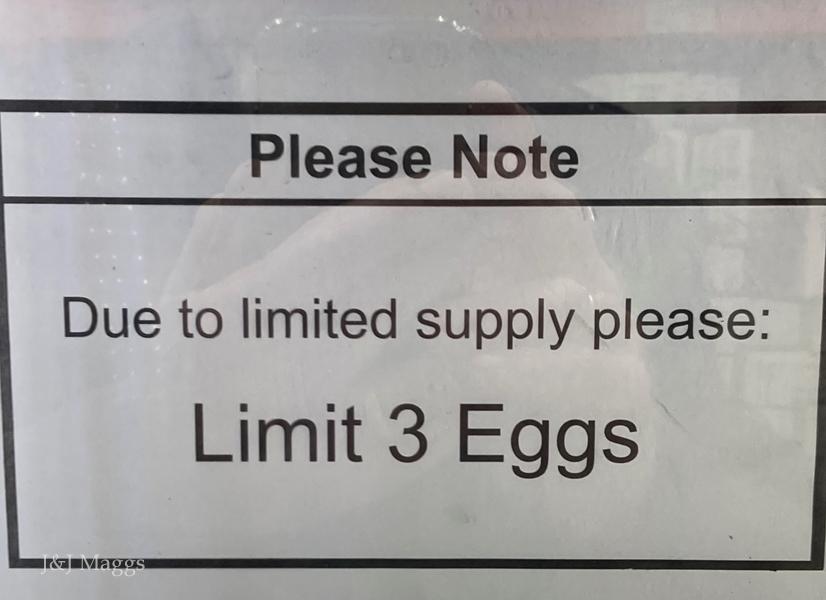 Please Note
Due to limited supply please:
Limit 3 Eggs
J&J Maggs